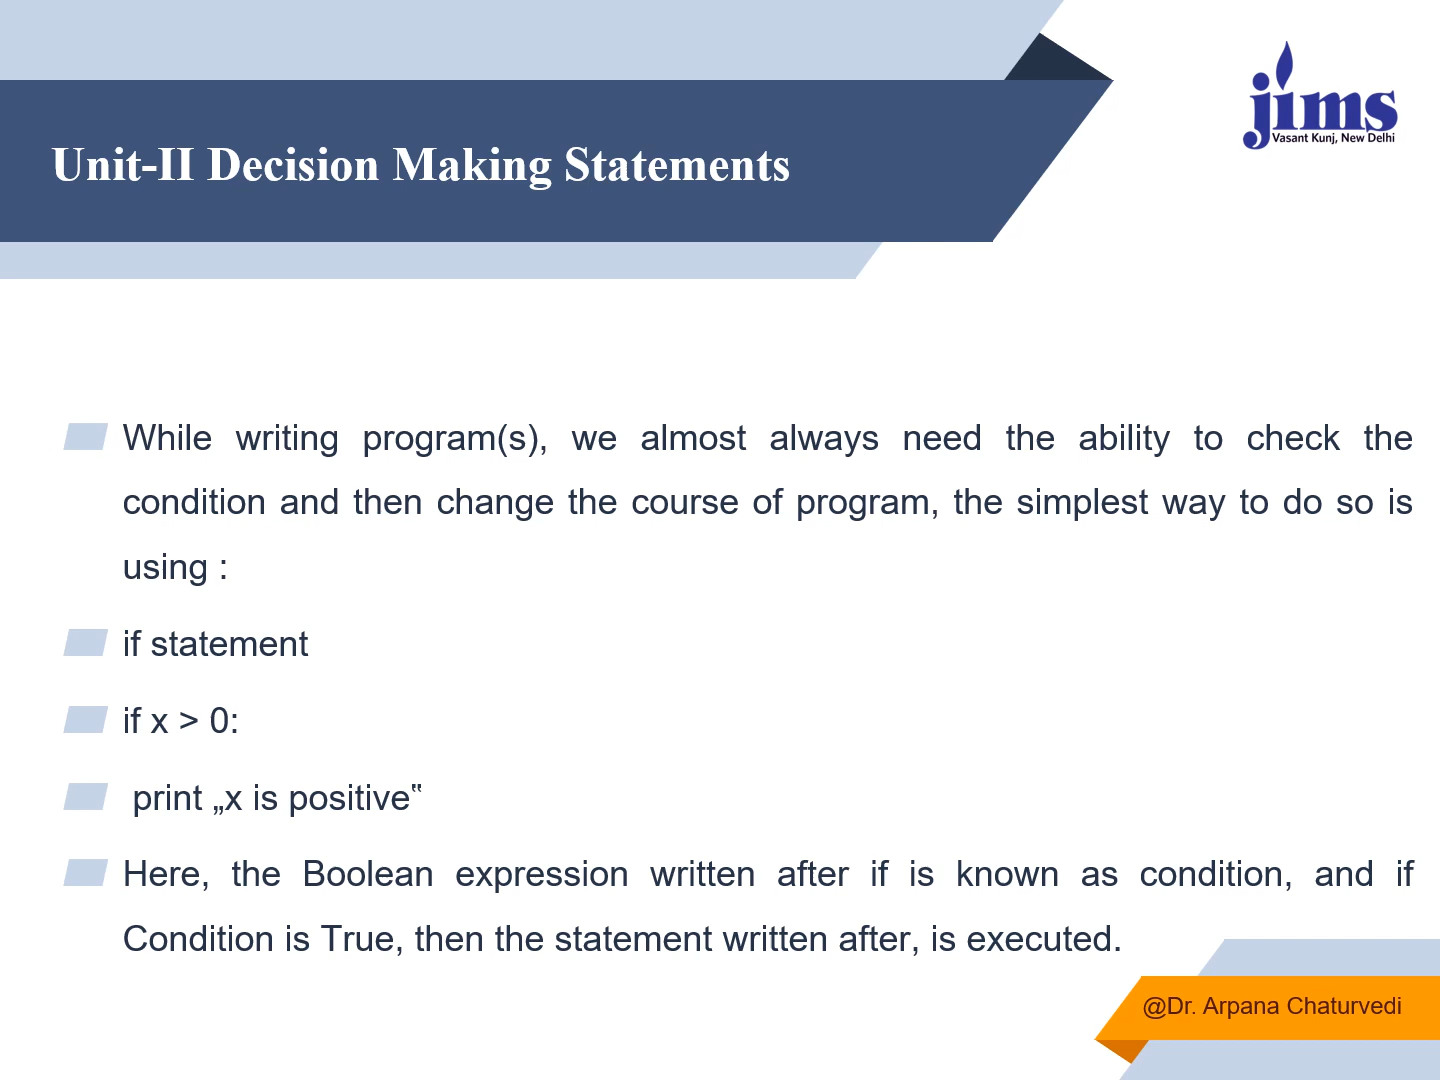 jims
Vasant Kunj, New Delhi
Unit-II Decision Making Statements
While writing program(s), we almost always need the ability to check the
condition and then change the course of program, the simplest way to do so is
using :
if statement
if x > 0:
print „x is positive‟
Here, the Boolean expression written after if is known as condition, and if
Condition is True, then the statement written after, is executed.
@Dr. Arpana Chaturvedi